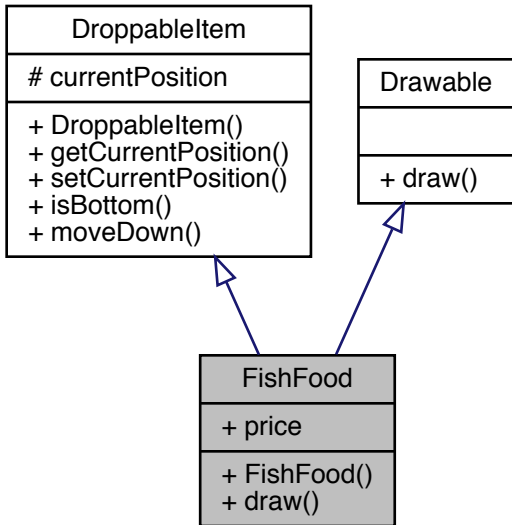 DroppableItem
# currentPosition
+ DroppableItem()
+ getCurrentPosition()
+ setCurrentPosition()
+ isBottom()
+ moveDown()
Drawable
+ draw()
FishFood
+ price
+ FishFood()
+ draw()